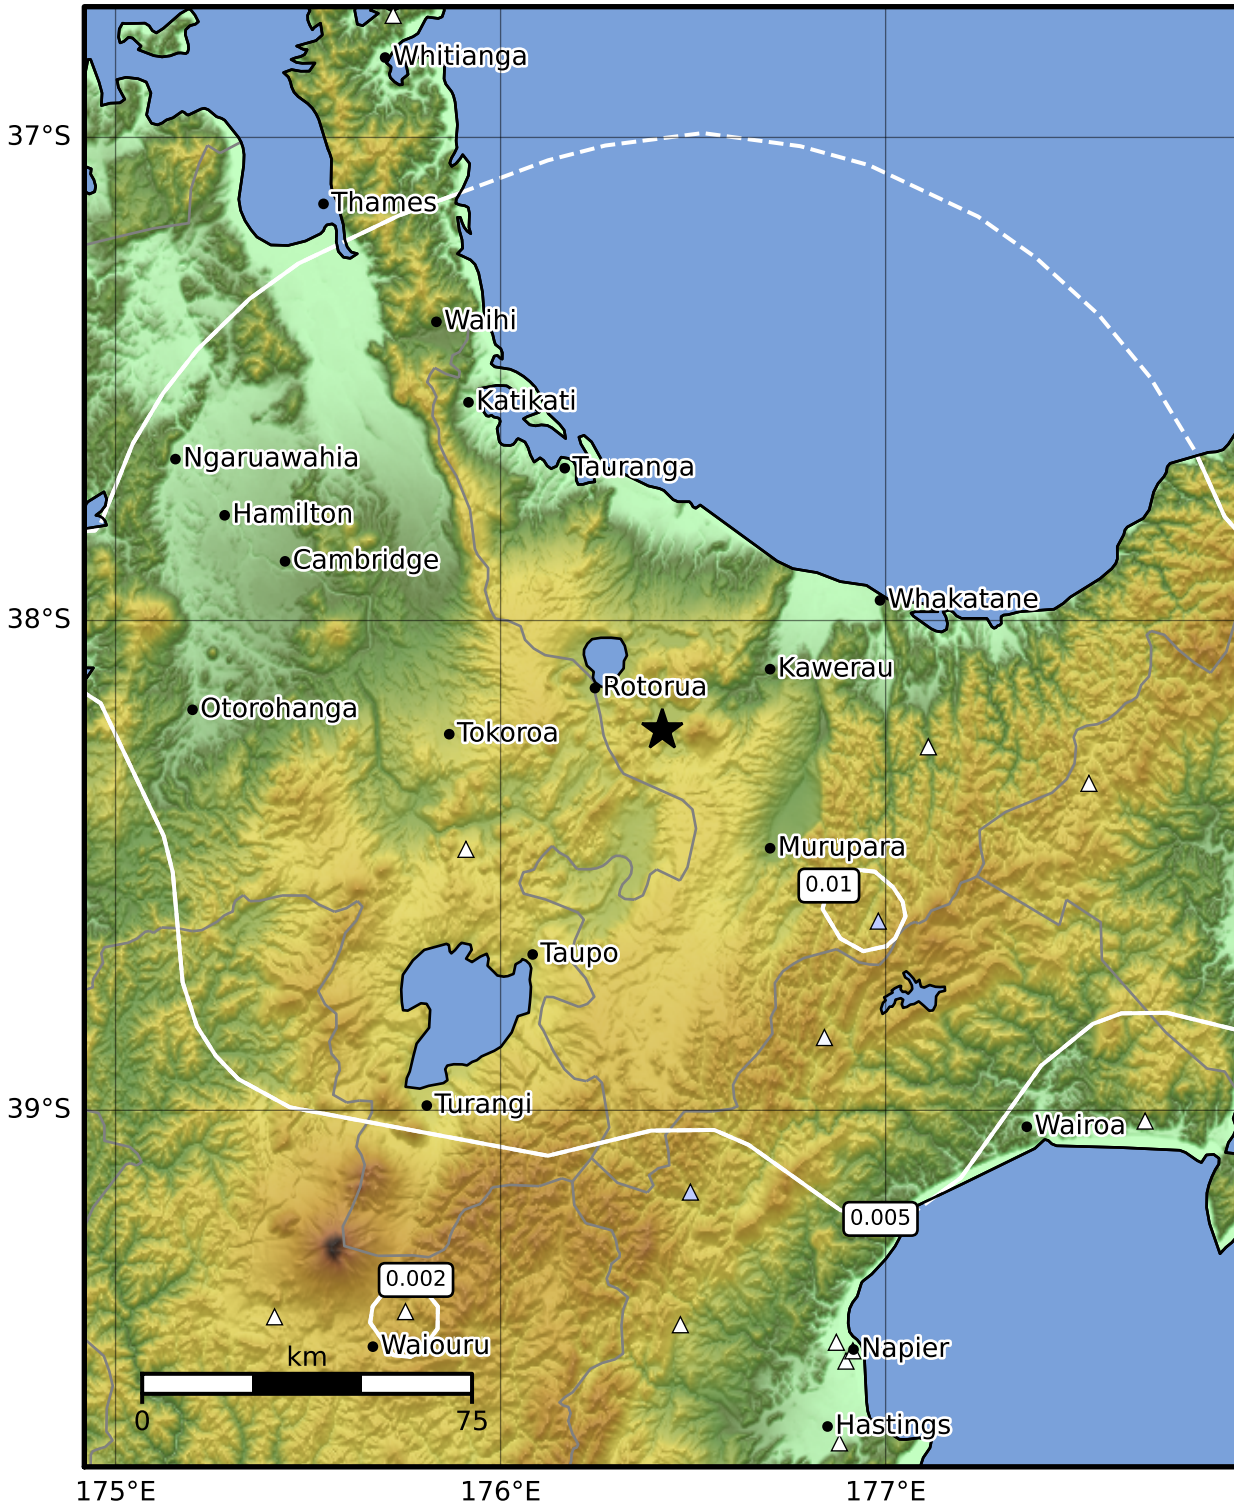 Whitianga
37°S
Thames
Waihi
Katikati
Ngaruawahia
Tauranga
Hamilton
Cambridge
Whakatane
38°S
Kawerau
Rotorua
Otorohanga
Tokoroa
Murupara
0.01
Taupo
39°S
Turangi
Wairoa
0.005
0.002
Waiouru
Napier
km
0
75
Hastings
175°E
176°E
177°E